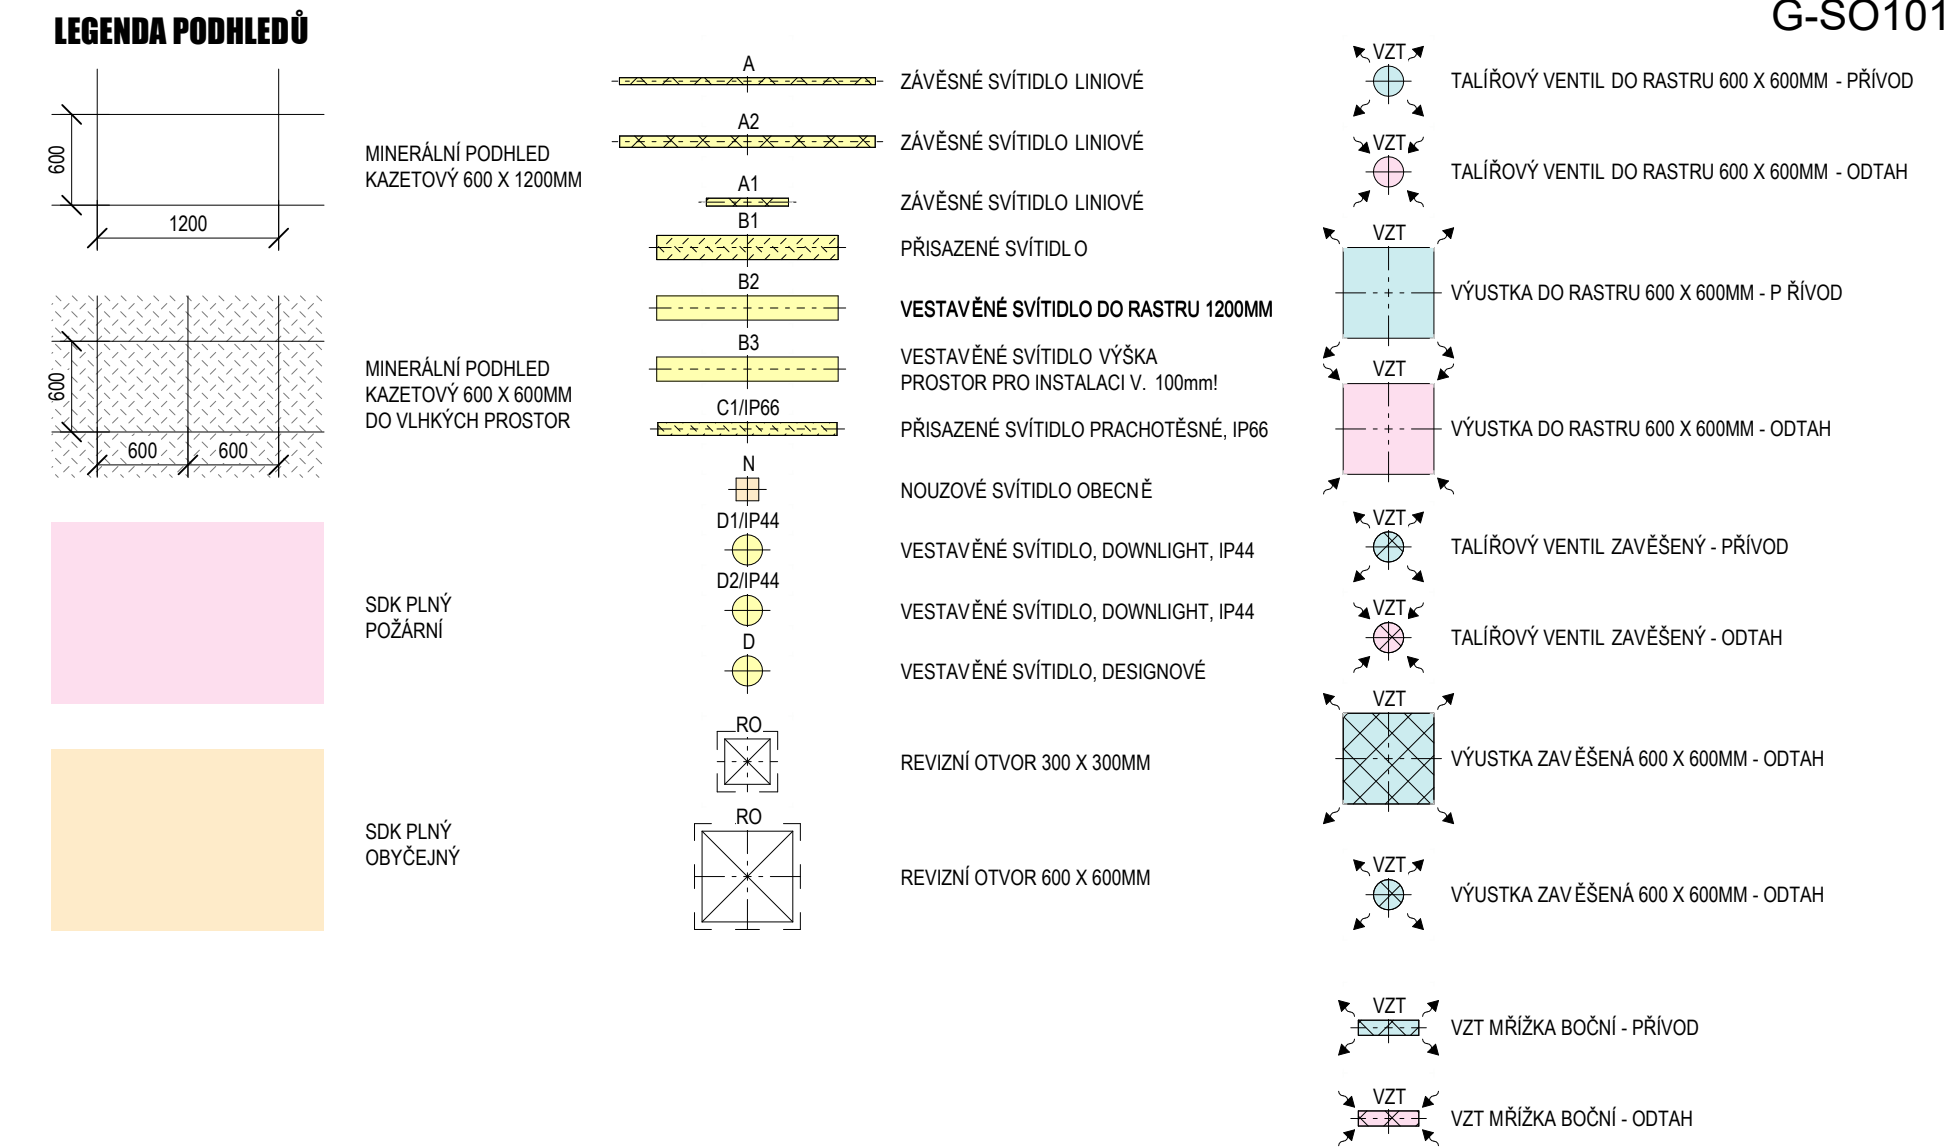 LEGENDA PODHLEDŮ
G-SO101
600
1200
MINERÁLNÍ PODHLED
KAZETOVÝ 600 X 1200MM
600
600
600
MINERÁLNÍ PODHLED
KAZETOVÝ 600 X 600MM
DO VLHKÝCH PROSTOR
SDK PLNÝ
POŽÁRNÍ
SDK PLNÝ
OBYČEJNÝ
A
ZÁVĚSNÉ SVÍTIDLO LINIOVÉ
A2
ZÁVĚSNÉ SVÍTIDLO LINIOVÉ
A1
ZÁVĚSNÉ SVÍTIDLO LINIOVÉ
B1
PŘISAZENÉ SVÍTIDLO
B2
VESTAVĚNÉ SVÍTIDLO DO RASTRU 1200MM
B3
VESTAVĚNÉ SVÍTIDLO VÝŠKA
PROSTOR PRO INSTALACI V. 100mm!
C1/IP66
PŘISAZENÉ SVÍTIDLO PRACHOTĚSNÉ, IP66
N
NOUZOVÉ SVÍTIDLO OBECNĚ
D1/IP44
VESTAVĚNÉ SVÍTIDLO, DOWNLIGHT, IP44
D2/IP44
VESTAVĚNÉ SVÍTIDLO, DOWNLIGHT, IP44
D
VESTAVĚNÉ SVÍTIDLO, DESIGNOVÉ
RO
REVIZNÍ OTVOR 300 X 300MM
RO
REVIZNÍ OTVOR 600 X 600MM
VZT
TALÍŘOVÝ VENTIL DO RASTRU 600 X 600MM - PŘÍVOD
VZT
TALÍŘOVÝ VENTIL DO RASTRU 600 X 600MM - ODTAH
VZT
VÝUSTKA DO RASTRU 600 X 600MM - PŘÍVOD
VZT
VÝUSTKA DO RASTRU 600 X 600MM - ODTAH
VZT
TALÍŘOVÝ VENTIL ZAVĚŠENÝ - PŘÍVOD
VZT
TALÍŘOVÝ VENTIL ZAVĚŠENÝ - ODTAH
VZT
VÝUSTKA ZAVĚŠENÁ 600 X 600MM - ODTAH
VZT
VÝUSTKA ZAVĚŠENÁ 600 X 600MM - ODTAH
VZT
VZT MŘÍŽKA BOČNÍ - PŘÍVOD
VZT
VZT MŘÍŽKA BOČNÍ - ODTAH